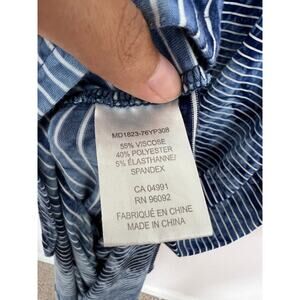 MD1823-76YP308
55% VISCOSE
40% POLYESTER
5% ÉLASTHANNE/
SPANDEX
CA 04991
RN 96092
FABRIQUÉ EN CHINE
MADE IN CHINA